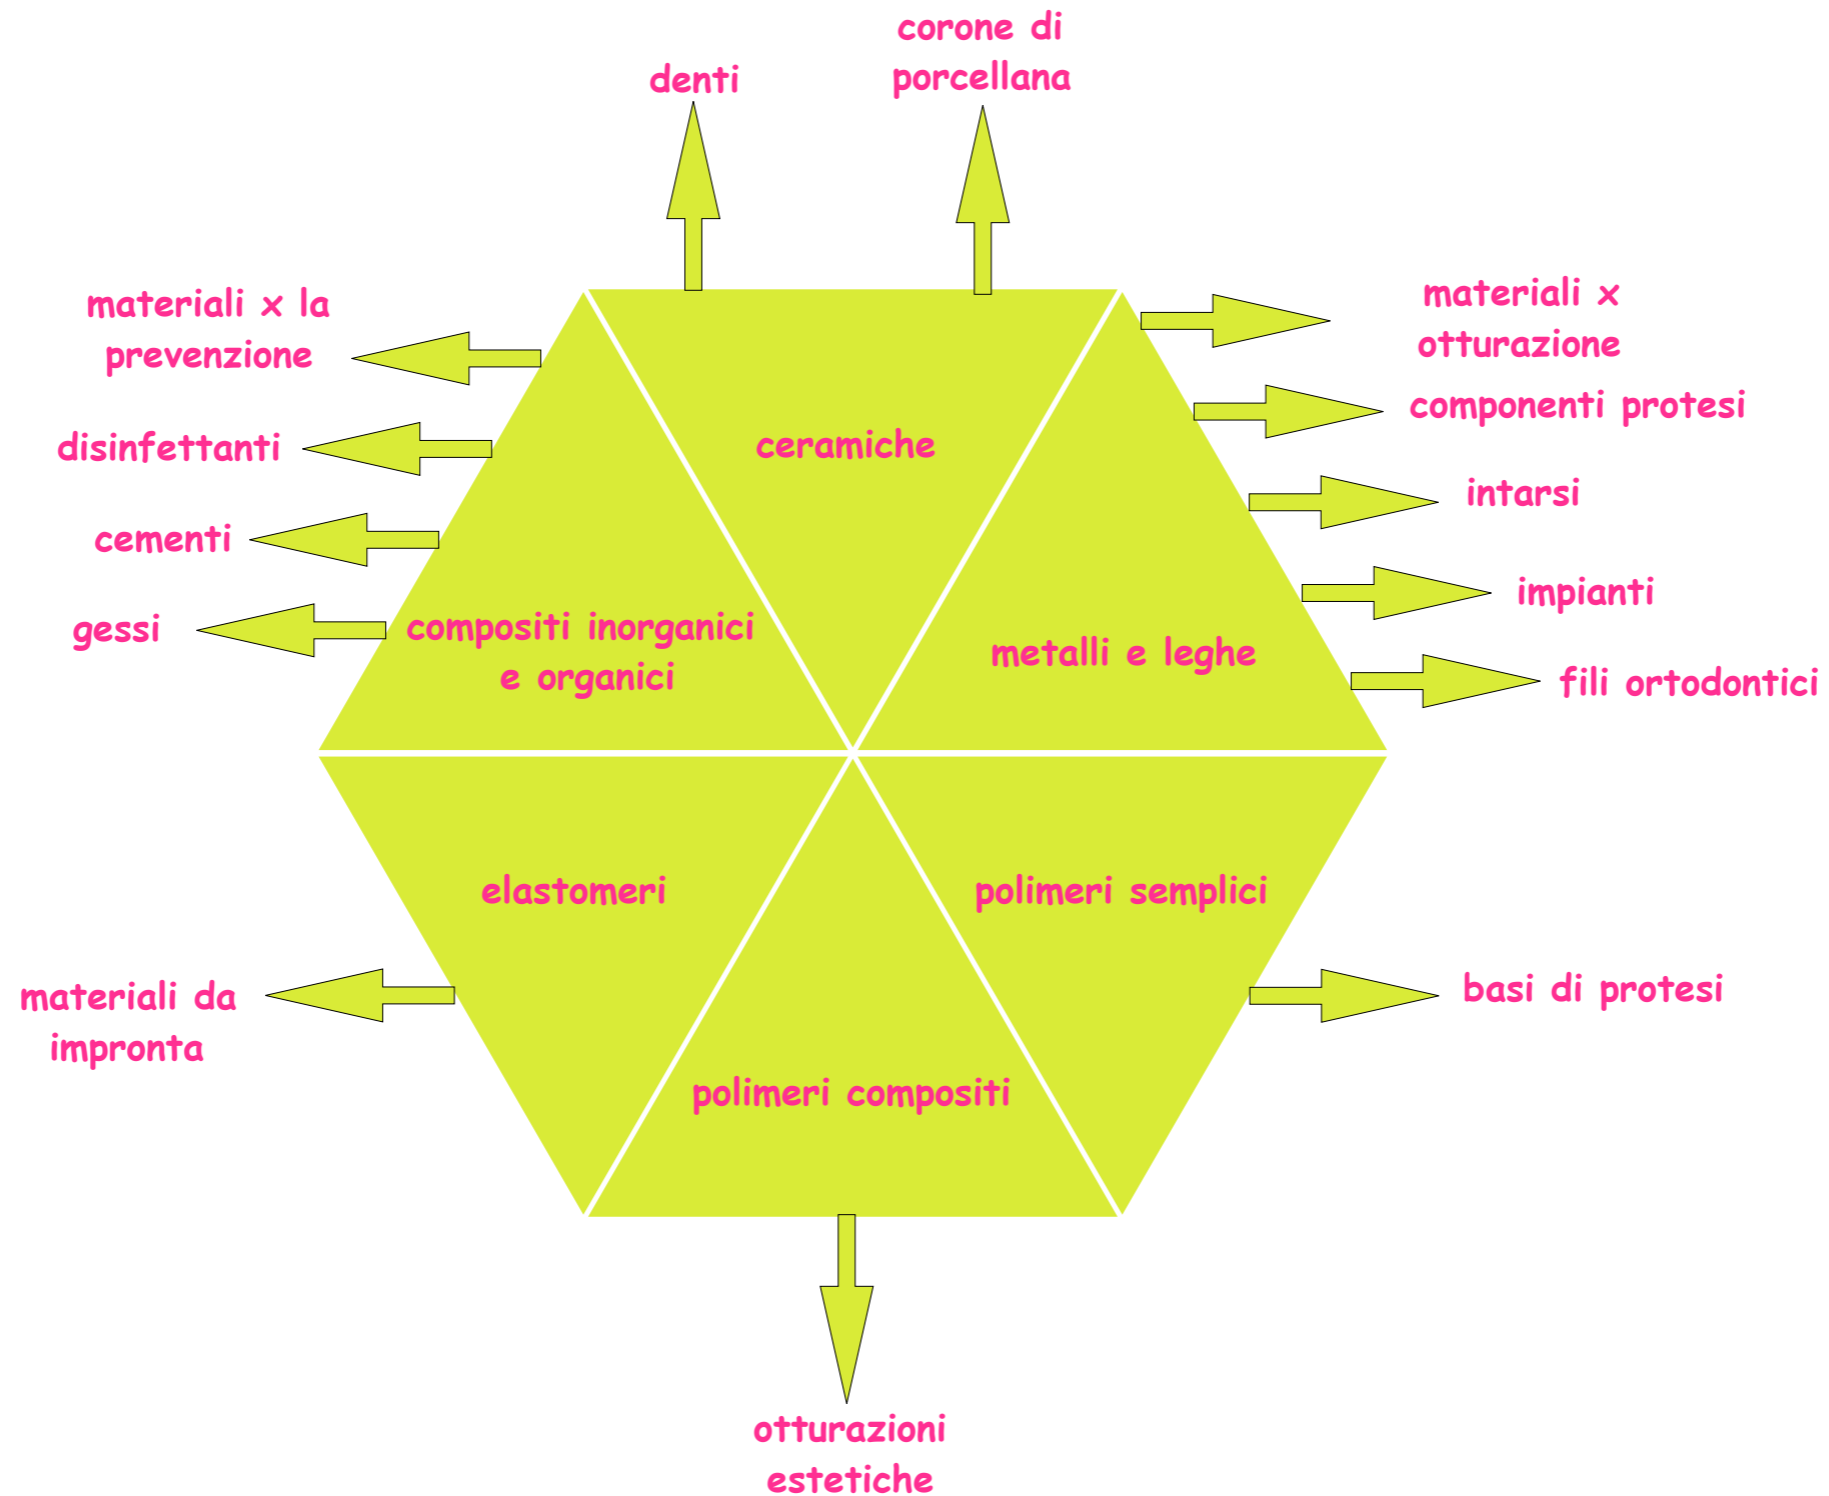 corone di
porcellana
denti
materiali x la
prevenzione
materiali x
otturazione
componenti protesi
disinfettanti
ceramiche
intarsi
cementi
impianti
gessi
compositi inorganici
e organici
metalli e leghe
fili ortodontici
elastomeri
polimeri semplici
materiali da
impronta
basi di protesi
polimeri compositi
otturazioni
estetiche